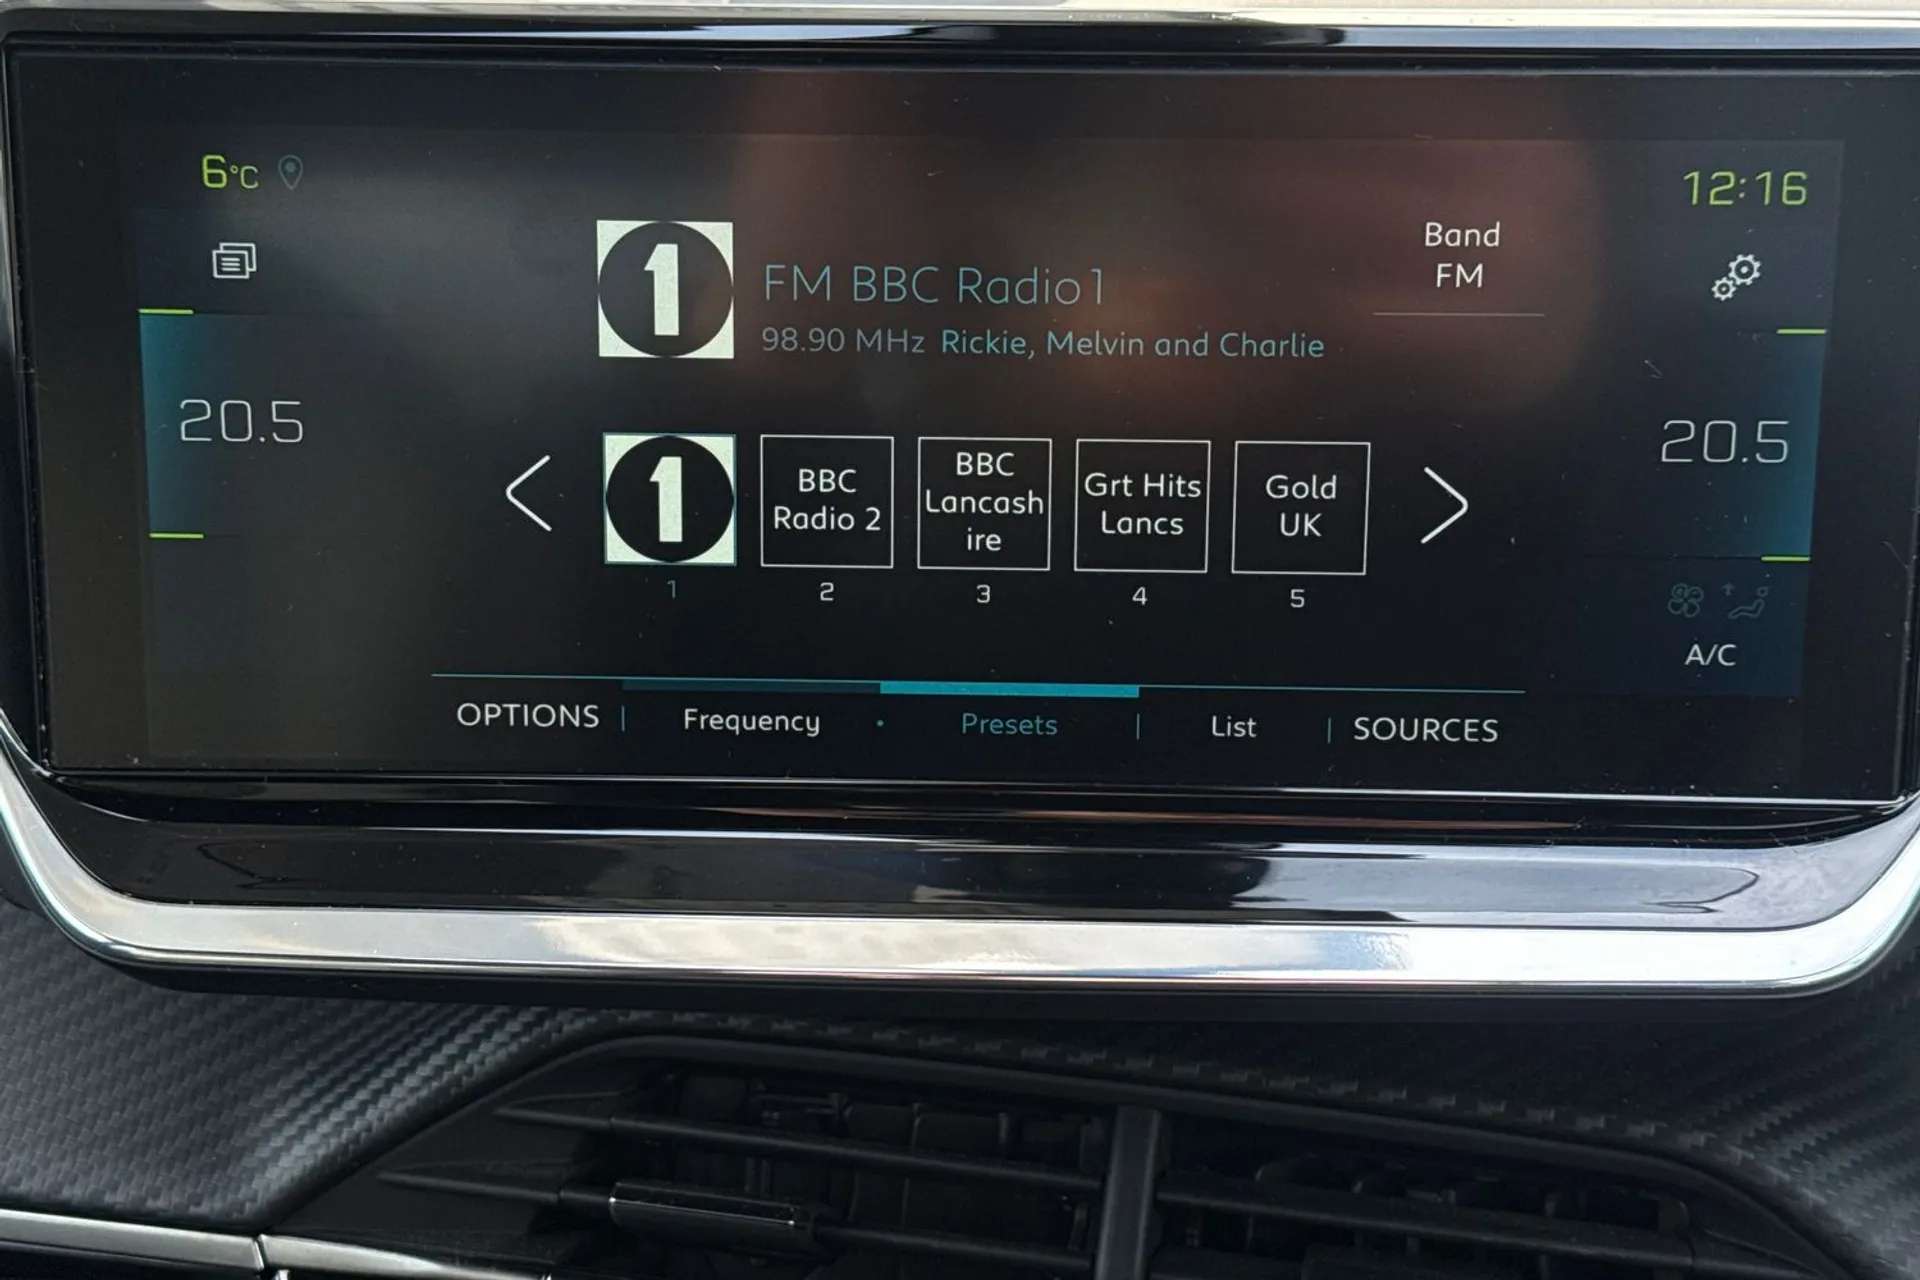 6°C
12:16
Band
FM
1
FM BBC Radio1
98.90 MHz Rickie, Melvin and Charlie
20.5
20.5
1
BBC
Radio 2
BBC
Lancash
ire
Grt Hits
Lancs
Gold
UK
1
2
3
4
5
A/C
OPTIONS
Frequency
Presets
List
SOURCES